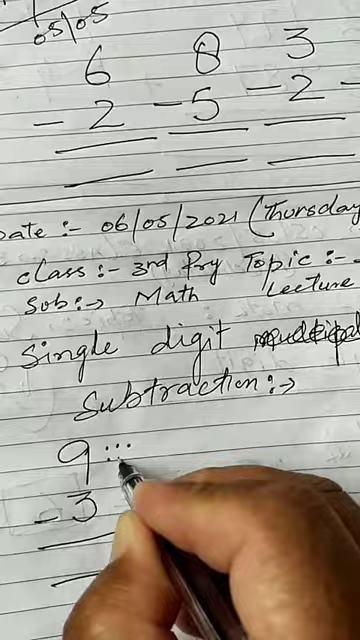 05/05
6 8 3
- 2 - 5 - 2 -
Date :- 06/05/2021 (Thursday
class :- 3rd Pry Topic :-
Sub :-> Math Lecture
Single digit
Subtraction :->
9
- 3